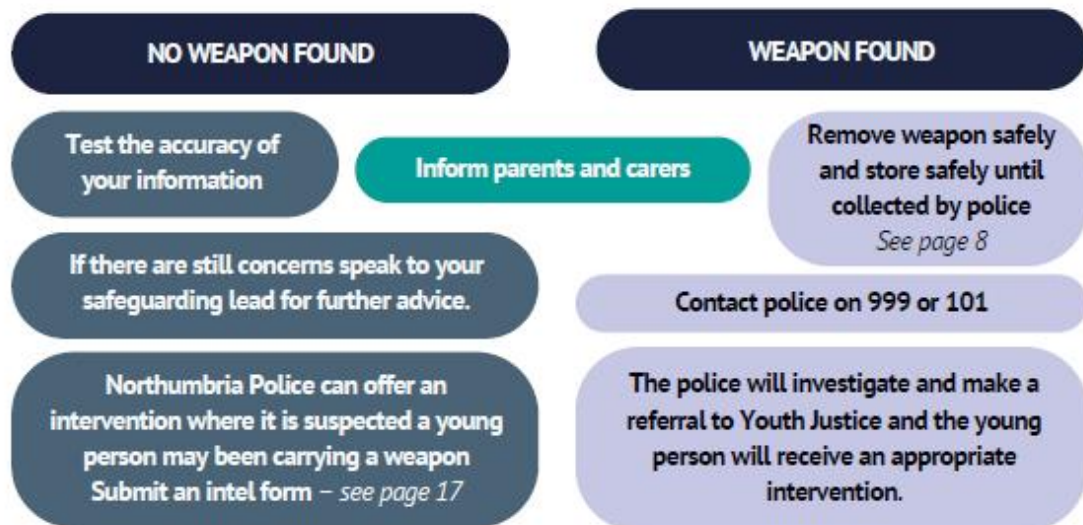 NO WEAPON FOUND
WEAPON FOUND
Test the accuracy of
your information
Inform parents and carers
Remove weapon safely
and store safely until
collected by police
See page 8
If there are still concerns speak to your
safeguarding lead for further advice.
Contact police on 999 or 101
Northumbria Police can offer an
intervention where it is suspected a young
person may been carrying a weapon
Submit an intel form – see page 17
The police will investigate and make a
referral to Youth Justice and the young
person will receive an appropriate
intervention.